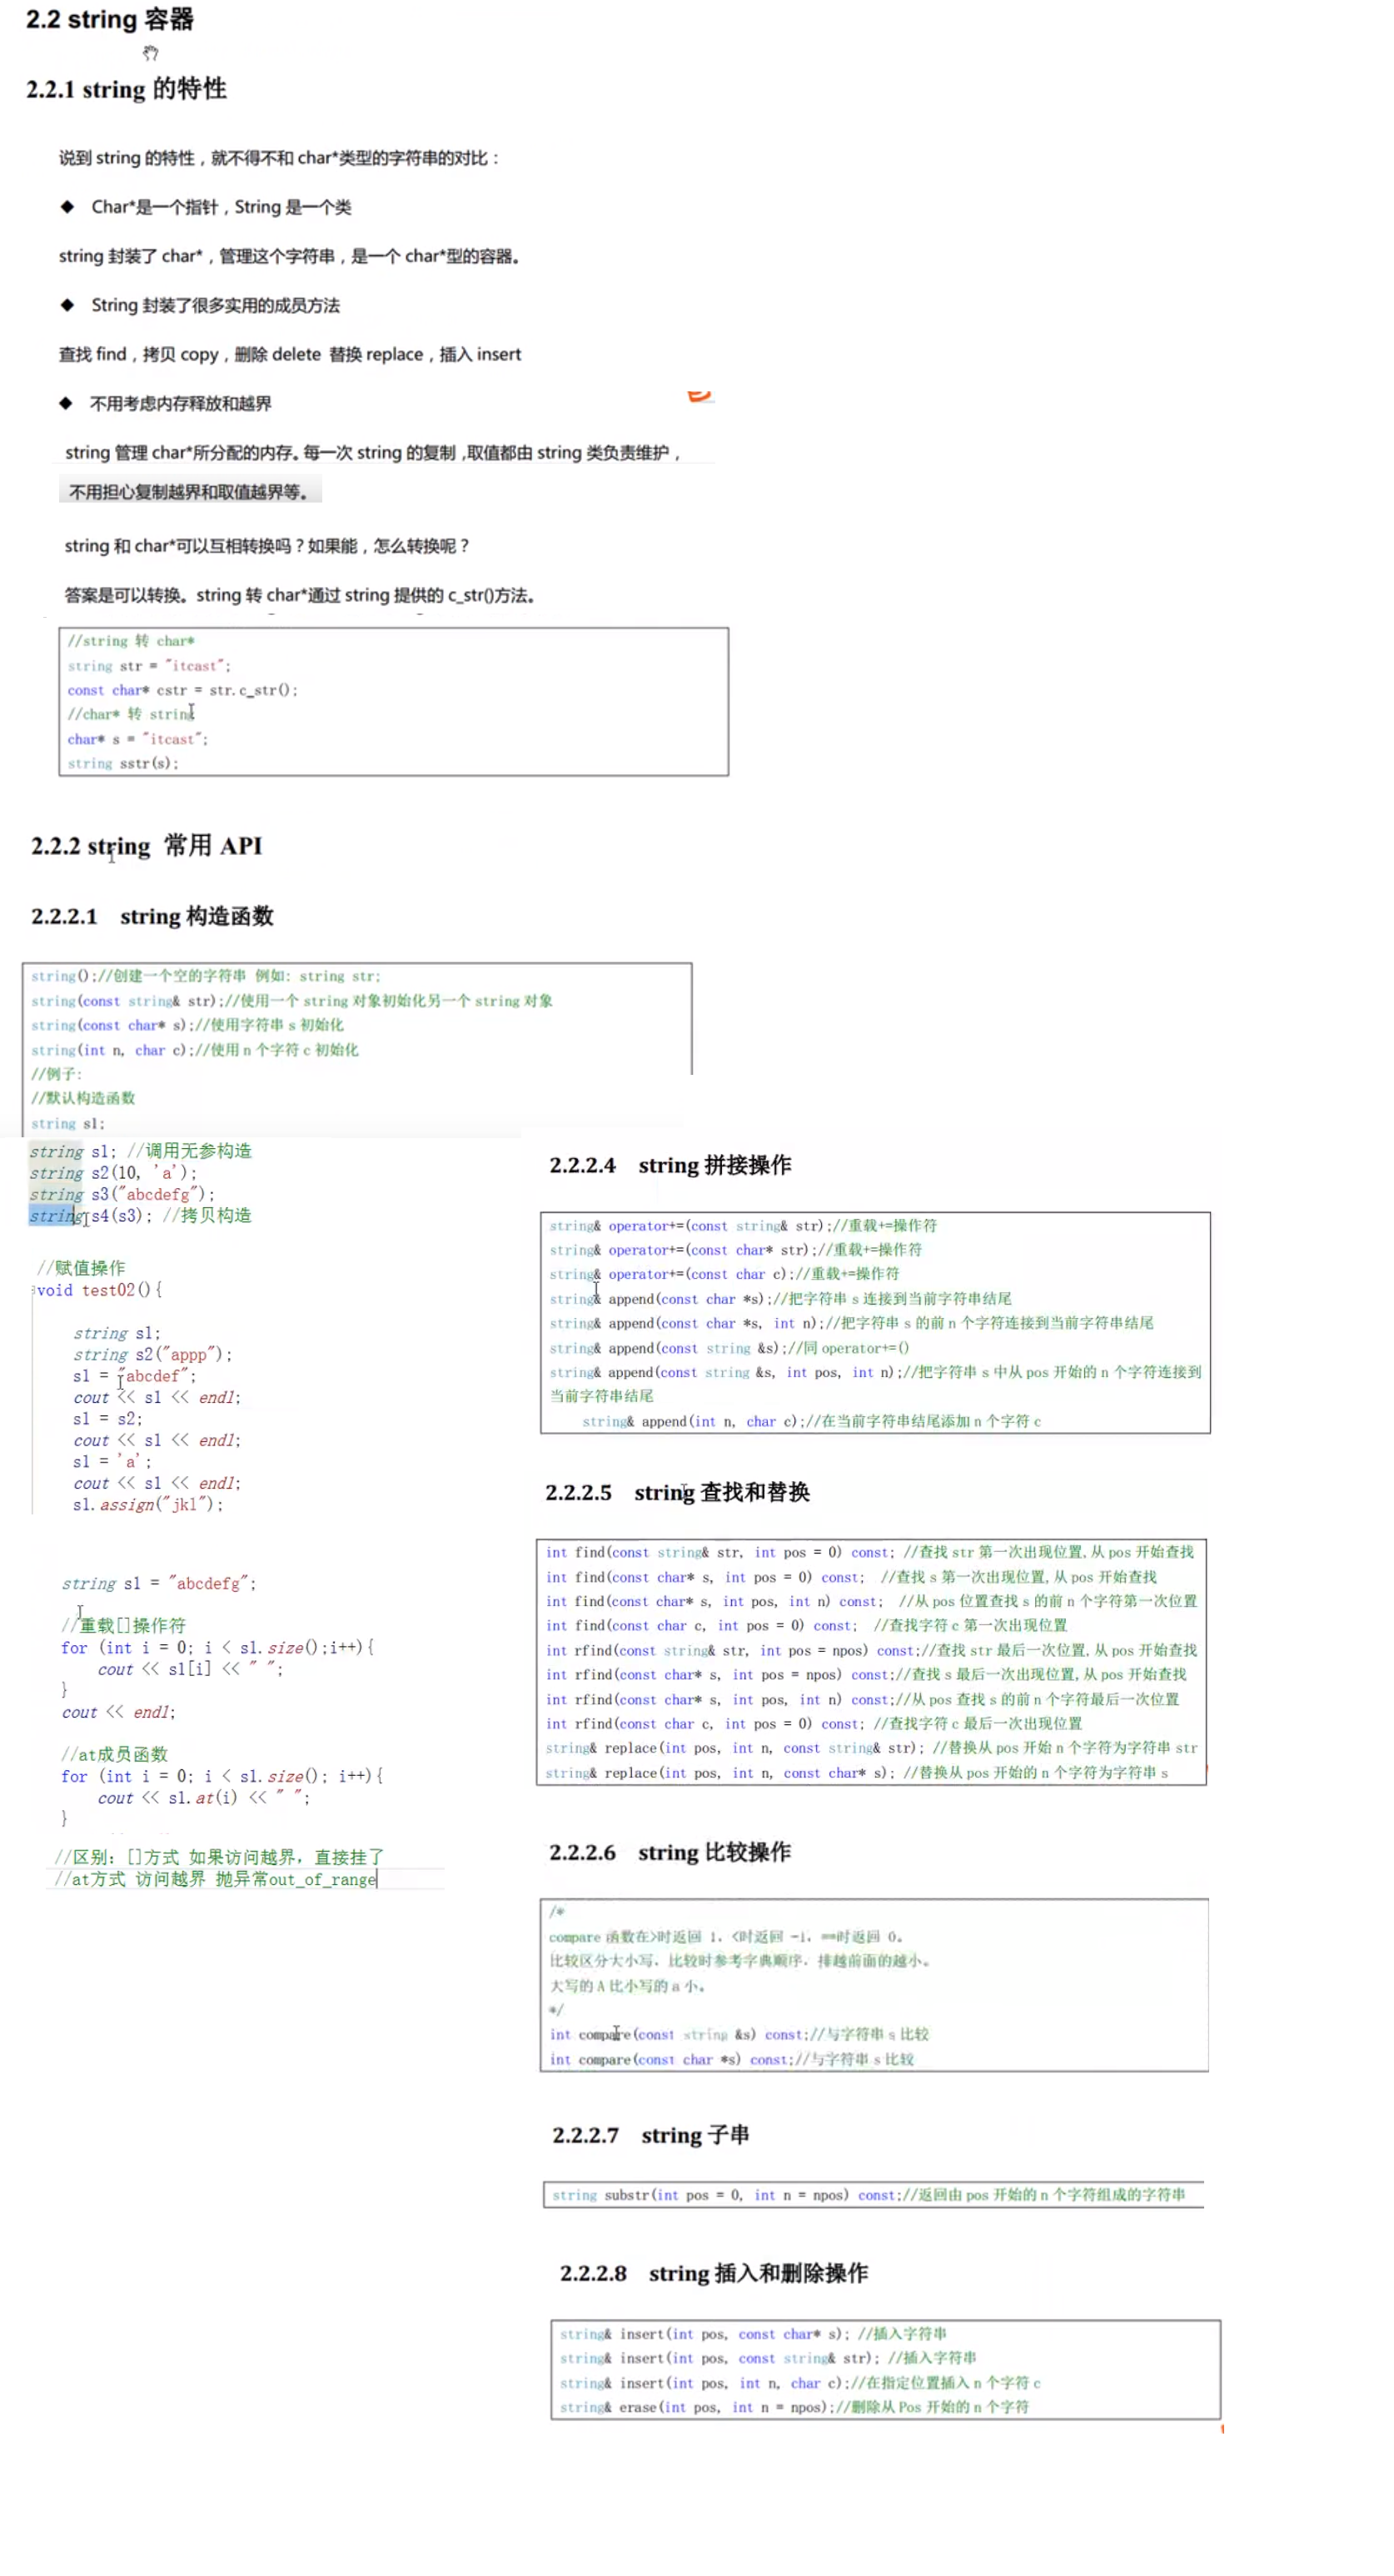 2.2 string 容器
2.2.1 string 的特性
说到 string 的特性，就不得不和 char*类型的字符串的对比：
◆ Char*是一个指针，String 是一个类
string 封装了 char*，管理这个字符串，是一个 char*型的容器。
◆ String 封装了很多实用的成员方法
查找 find，拷贝 copy，删除 delete 替换 replace，插入 insert
◆ 不用考虑内存释放和越界
string 管理 char*所分配的内存。每一次 string 的复制，取值都由 string 类负责维护，
不用担心复制越界和取值越界等。
string 和 char*可以互相转换吗？如果能，怎么转换呢？
答案是可以转换。string 转 char*通过 string 提供的 c_str()方法。
//string 转 char*
string str = "itcast";
const char* cstr = str.c_str();
//char* 转 string
char* s = "itcast";
string sstr(s);
2.2.2 string 常用 API
2.2.2.1 string 构造函数
string();//创建一个空的字符串 例如: string str;
string(const string& str);//使用一个 string 对象初始化另一个 string 对象
string(const char* s);//使用字符串 s 初始化
string(int n, char c);//使用 n 个字符 c 初始化
//例子:
//默认构造函数
string s1;
string s1; //调用无参构造
string s2(10, 'a');
string s3("abcdefg");
string s4(s3); //拷贝构造
//赋值操作
void test02(){
string s1;
string s2("appp");
s1 = "abcdef";
cout << s1 << endl;
s1 = s2;
cout << s1 << endl;
s1 = 'a';
cout << s1 << endl;
s1.assign("jkl");
string s1 = "abcdefg";
//重载[]操作符
for (int i = 0; i < s1.size();i++){
cout << s1[i] << " ";
}
cout << endl;
//at成员函数
for (int i = 0; i < s1.size(); i++){
cout << s1.at(i) << " ";
}
//区别: []方式 如果访问越界，直接挂了
//at方式 访问越界 抛异常out_of_range
2.2.2.4 string 拼接操作
string& operator+=(const string& str);//重载+=操作符
string& operator+=(const char* str);//重载+=操作符
string& operator+=(const char c);//重载+=操作符
string& append(const char *s);//把字符串 s 连接到当前字符串结尾
string& append(const char *s, int n);//把字符串 s 的前 n 个字符连接到当前字符串结尾
string& append(const string &s);//同 operator+=()
string& append(const string &s, int pos, int n);//把字符串 s 中从 pos 开始的 n 个字符连接到
当前字符串结尾
string& append(int n, char c);//在当前字符串结尾添加 n 个字符 c
2.2.2.5 string 查找和替换
int find(const string& str, int pos = 0) const; //查找 str 第一次出现位置,从 pos 开始查找
int find(const char* s, int pos = 0) const; //查找 s 第一次出现位置,从 pos 开始查找
int find(const char* s, int pos, int n) const; //从 pos 位置查找 s 的前 n 个字符第一次位置
int find(const char c, int pos = 0) const; //查找字符 c 第一次出现位置
int rfind(const string& str, int pos = npos) const;//查找 str 最后一次位置,从 pos 开始查找
int rfind(const char* s, int pos = npos) const;//查找 s 最后一次出现位置,从 pos 开始查找
int rfind(const char* s, int pos, int n) const;//从 pos 查找 s 的前 n 个字符最后一次位置
int rfind(const char c, int pos = 0) const; //查找字符 c 最后一次出现位置
string& replace(int pos, int n, const string& str); //替换从 pos 开始 n 个字符为字符串 str
string& replace(int pos, int n, const char* s); //替换从 pos 开始的 n 个字符为字符串 s
2.2.2.6 string 比较操作
/*
compare 函数在>时返回 1，<时返回 -1，==时返回 0。
比较区分大小写，比较时参考字典顺序，排越前面的越小。
大写的 A 比小写的 a 小。
*/
int compare(const string &s) const;//与字符串 s 比较
int compare(const char *s) const;//与字符串 s 比较
2.2.2.7 string 子串
string substr(int pos = 0, int n = npos) const;//返回由 pos 开始的 n 个字符组成的字符串
2.2.2.8 string 插入和删除操作
string& insert(int pos, const char* s); //插入字符串
string& insert(int pos, const string& str); //插入字符串
string& insert(int pos, int n, char c);//在指定位置插入 n 个字符 c
string& erase(int pos, int n = npos);//删除从 Pos 开始的 n 个字符